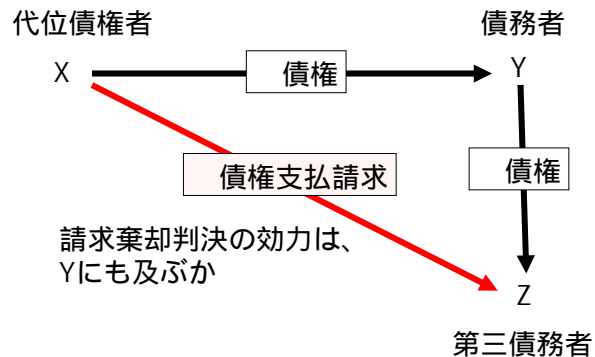 代位債権者
債務者
X
Y
債権
債権
債権支払請求
請求棄却判決の効力は、
Yにも及ぶか
Z
第三債務者